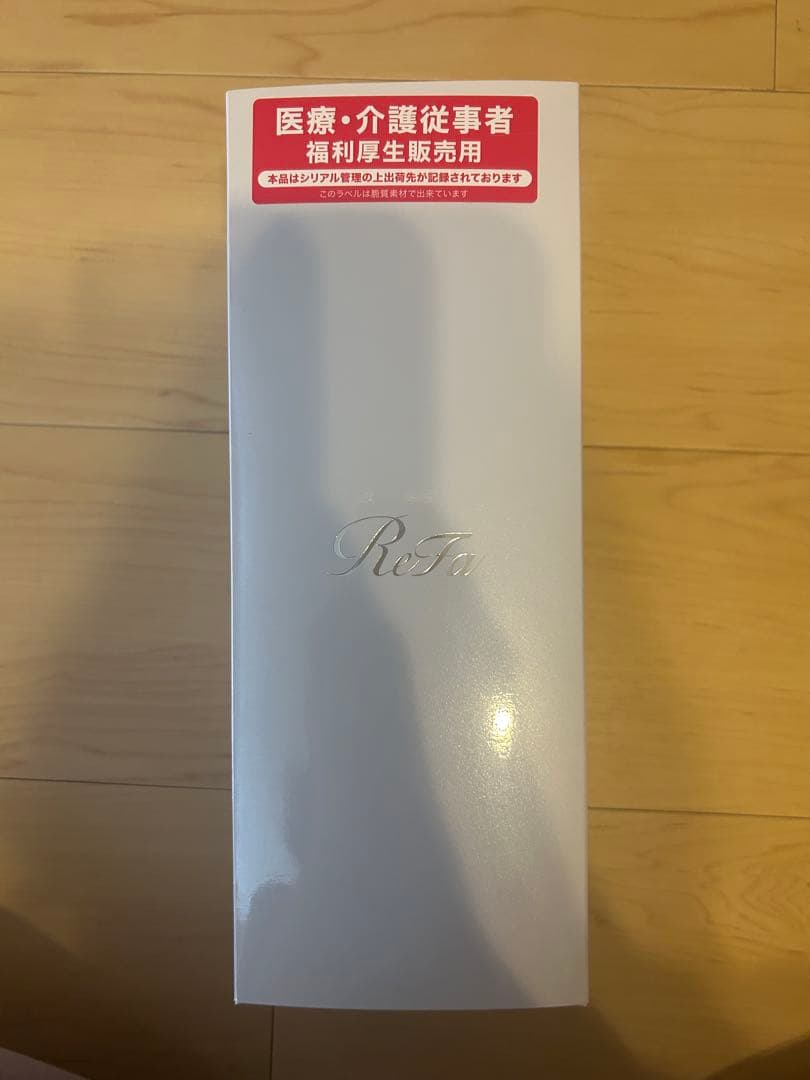 医療・介護従事者
福利厚生販売用
本品はシリアル管理の上出荷先が記録されております
このラベルは脆質素材で出来ています
ReFa